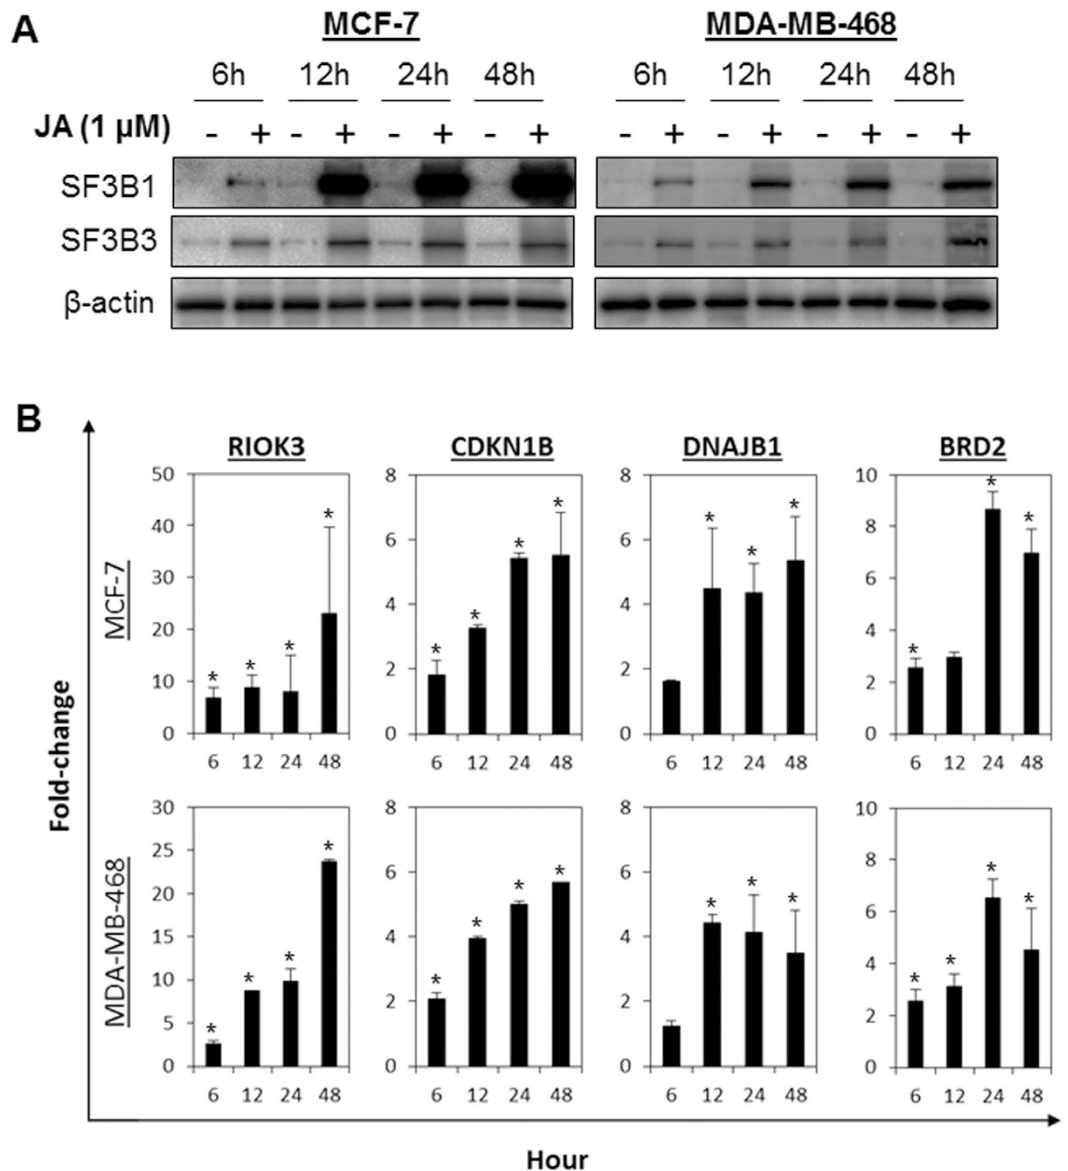 A
MCF-7 MDA-MB-468
6h 12h 24h 48h 6h 12h 24h 48h
JA (1 µM) - + - + - + - + - + - + - + - +
SF3B1
SF3B3
β-actin
B
RIOK3 CDKN1B DNAJB1 BRD2
MCF-7
50 40 30 20 10 0
* * * *
6 12 24 48
8 6 4 2 0
* * * *
6 12 24 48
8 6 4 2 0
* * *
6 12 24 48
10 8 6 4 2 0
* * *
6 12 24 48
Fold-change
MDA-MB-468
30 25 20 15 10 5 0
* * * *
6 12 24 48
8 6 4 2 0
* * * *
6 12 24 48
8 6 4 2 0
* * *
6 12 24 48
10 8 6 4 2 0
* * * *
6 12 24 48
Hour